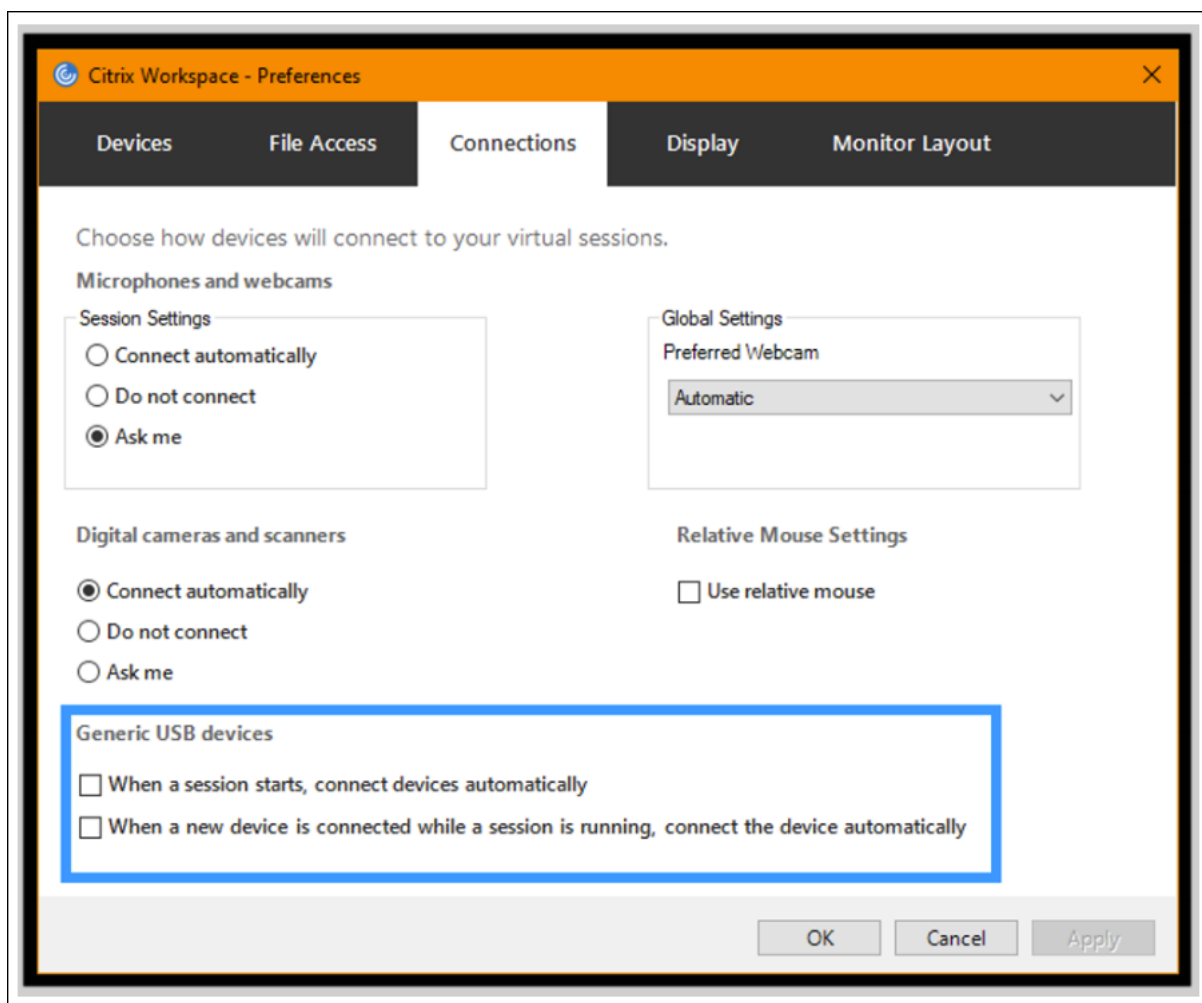 Citrix Workspace - Preferences
Devices
File Access
Connections
Display
Monitor Layout
Choose how devices will connect to your virtual sessions.
Microphones and webcams
Session Settings
Connect automatically
Do not connect
Ask me
Global Settings
Preferred Webcam
Automatic
Digital cameras and scanners
Connect automatically
Do not connect
Ask me
Relative Mouse Settings
Use relative mouse
Generic USB devices
When a session starts, connect devices automatically
When a new device is connected while a session is running, connect the device automatically
OK
Cancel
Apply